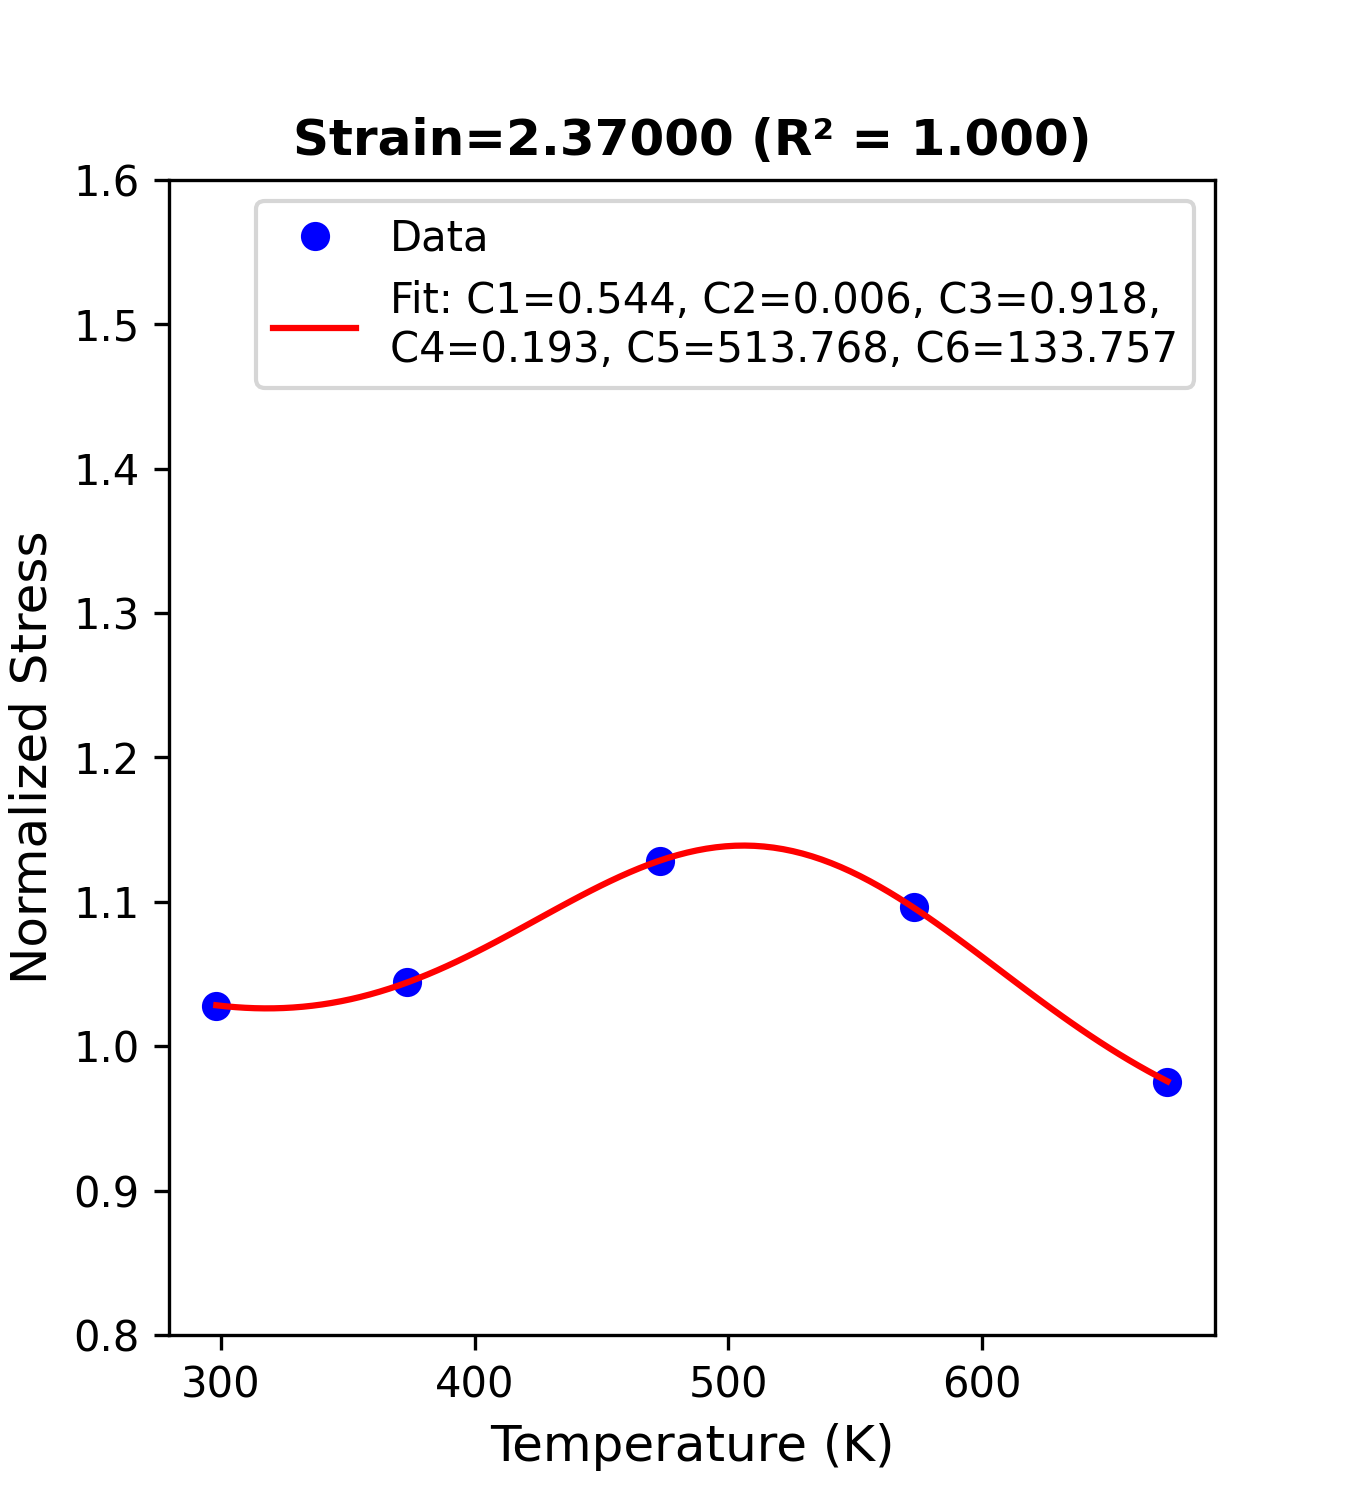 Strain=2.37000 (R² = 1.000)
Data
Fit: C1=0.544, C2=0.006, C3=0.918,
C4=0.193, C5=513.768, C6=133.757
Normalized Stress
1.6
1.5
1.4
1.3
1.2
1.1
1.0
0.9
0.8
300 400 500 600
Temperature (K)